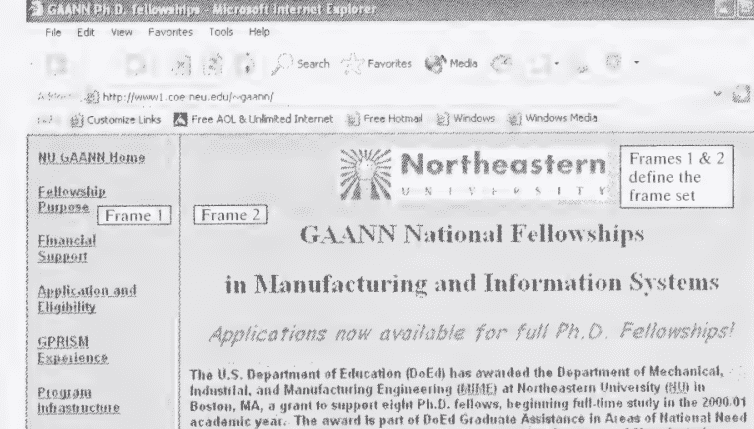 GAANN Ph.D. fellowships - Microsoft Internet Explorer
File Edit View Favorites Tools Help
Search Favorites Media
Address http://www1.coe.neu.edu/~gaann/
Customize Links Free AOL & Unlimited Internet Free Hotmail Windows Windows Media
NU GAANN Home
Fellowship
Purpose
Financial
Support
Application and
Eligibility
GPRISM
Experience
Program
Infrastructure
Frame 1
Frame 2
Northeastern
UNIVERSITY
Frames 1 & 2
define the
frame set
GAANN National Fellowships
in Manufacturing and Information Systems
Applications now available for full Ph.D. Fellowships!
The U.S. Department of Education (DoEd) has awarded the Department of Mechanical,
Industrial, and Manufacturing Engineering (MIME) at Northeastern University (NU) in
Boston, MA, a grant to support eight Ph.D. fellows, beginning full-time study in the 2000-01
academic year. The award is part of DoEd Graduate Assistance in Areas of National Need